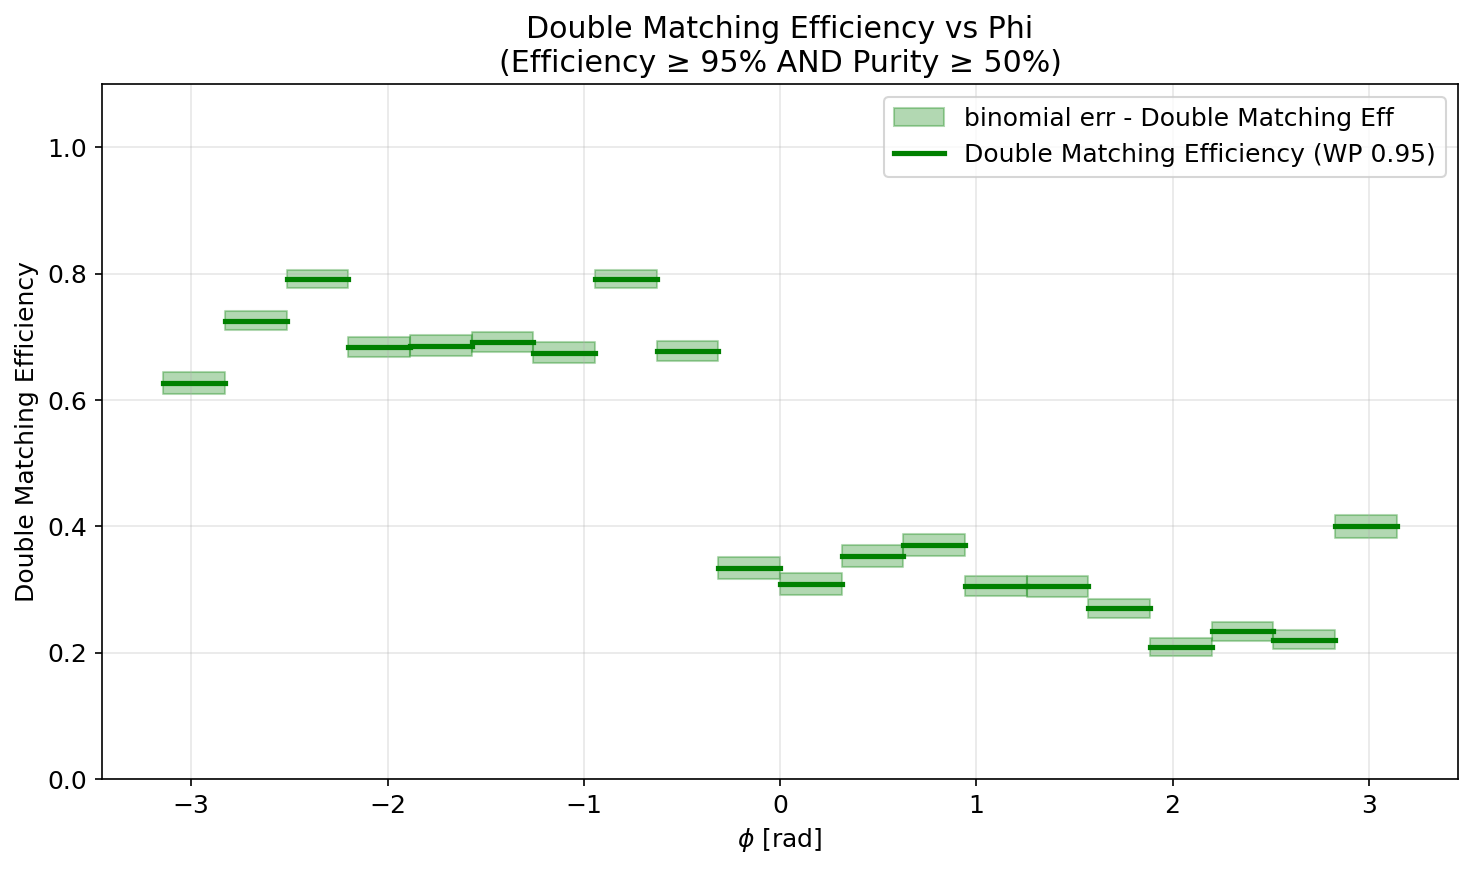 Double Matching Efficiency vs Phi
(Efficiency ≥ 95% AND Purity ≥ 50%)
binomial err - Double Matching Eff
Double Matching Efficiency (WP 0.95)
Double Matching Efficiency
1.0
0.8
0.6
0.4
0.2
0.0
−3
−2
−1
0
1
2
3
ϕ [rad]